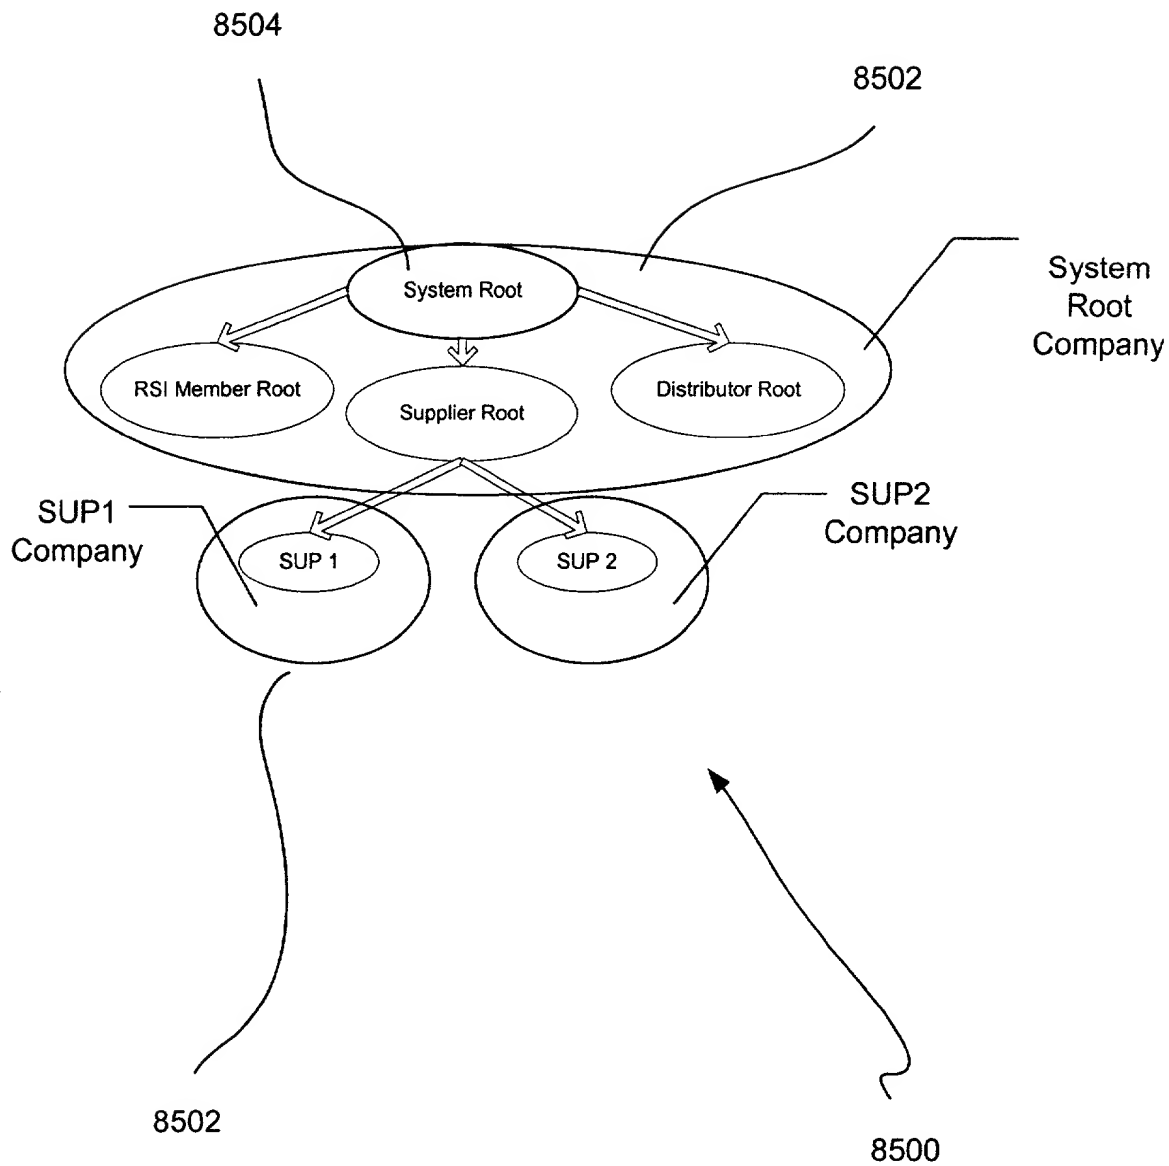 8504
8502
System Root
System
Root
Company
RSI Member Root
Supplier Root
Distributor Root
SUP1
Company
SUP2
Company
SUP 1
SUP 2
8502
8500